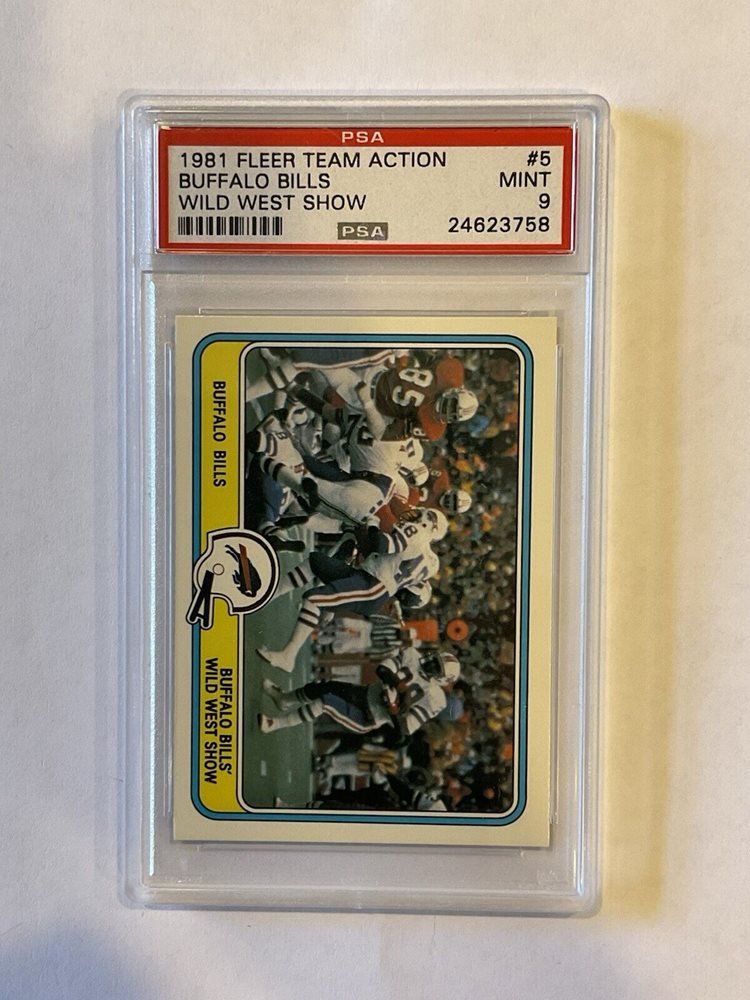 PSA
1981 FLEER TEAM ACTION #5
BUFFALO BILLS MINT
WILD WEST SHOW 9
PSA 24623758
BUFFALO BILLS
BUFFALO BILLS'
WILD WEST SHOW
85